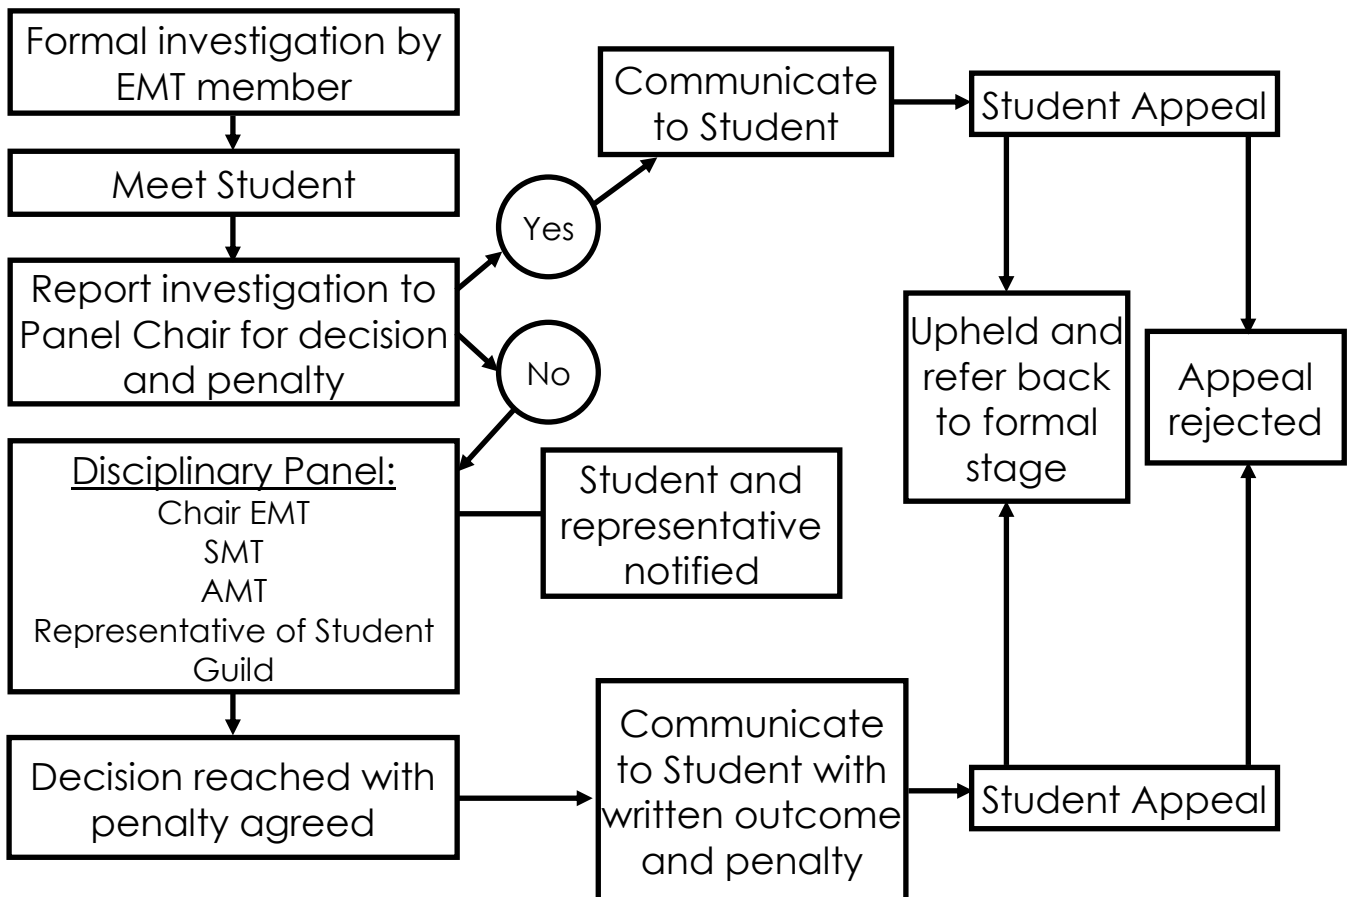 Formal investigation by
EMT member
Meet Student
Report investigation to
Panel Chair for decision
and penalty
Yes
No
Communicate
to Student
Student Appeal
Upheld and
refer back
to formal
stage
Appeal
rejected
Disciplinary Panel:
Chair EMT
SMT
AMT
Representative of Student
Guild
Student and
representative
notified
Decision reached with
penalty agreed
Communicate
to Student with
written outcome
and penalty
Student Appeal